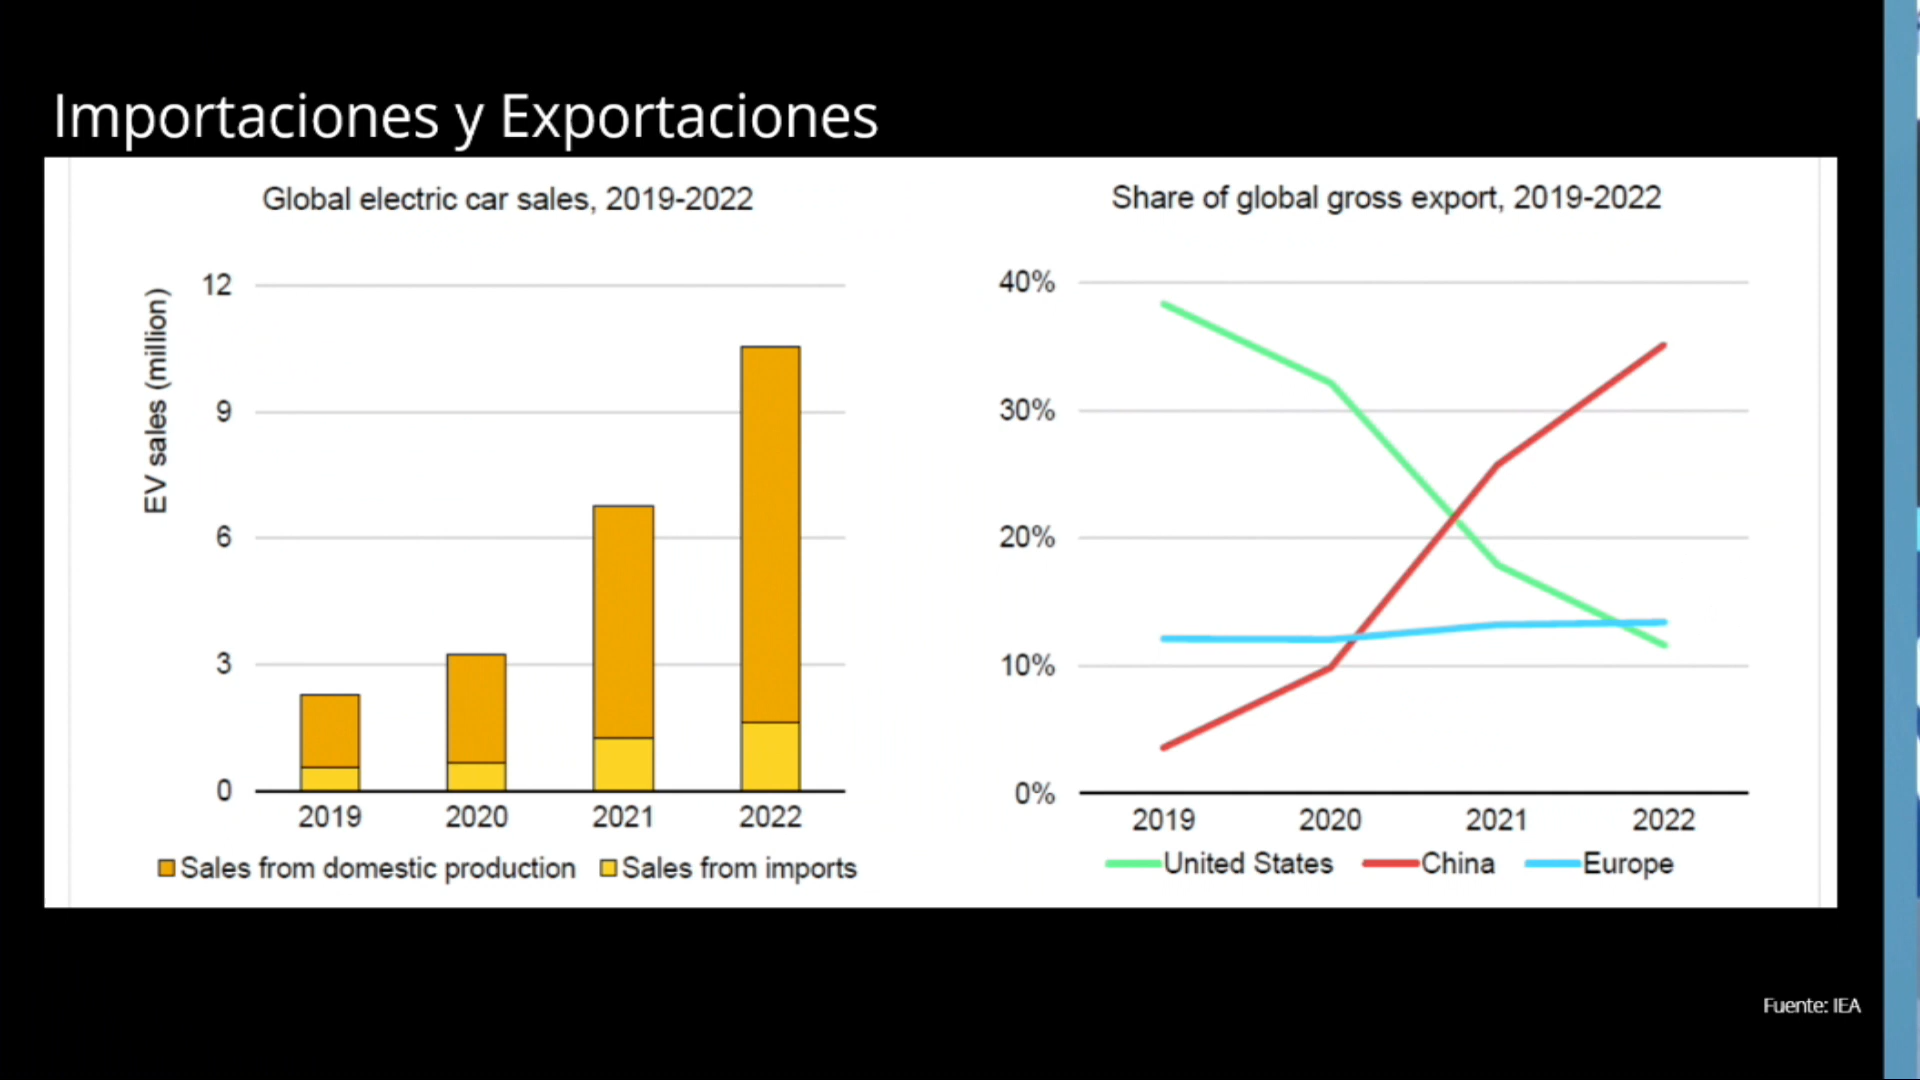 Importaciones y Exportaciones
Global electric car sales, 2019-2022
EV sales (million)
12
9
6
3
0
2019 2020 2021 2022
Sales from domestic production Sales from imports
Share of global gross export, 2019-2022
40%
30%
20%
10%
0%
2019 2020 2021 2022
United States China Europe
Fuente: IEA